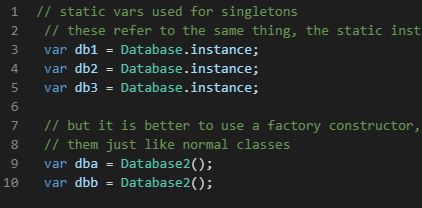 1 // static vars used for singletons
2 // these refer to the same thing, the static inst
3 var db1 = Database.instance;
4 var db2 = Database.instance;
5 var db3 = Database.instance;
6
7 // but it is better to use a factory constructor,
8 // them just like normal classes
9 var dba = Database2();
10 var dbb = Database2();